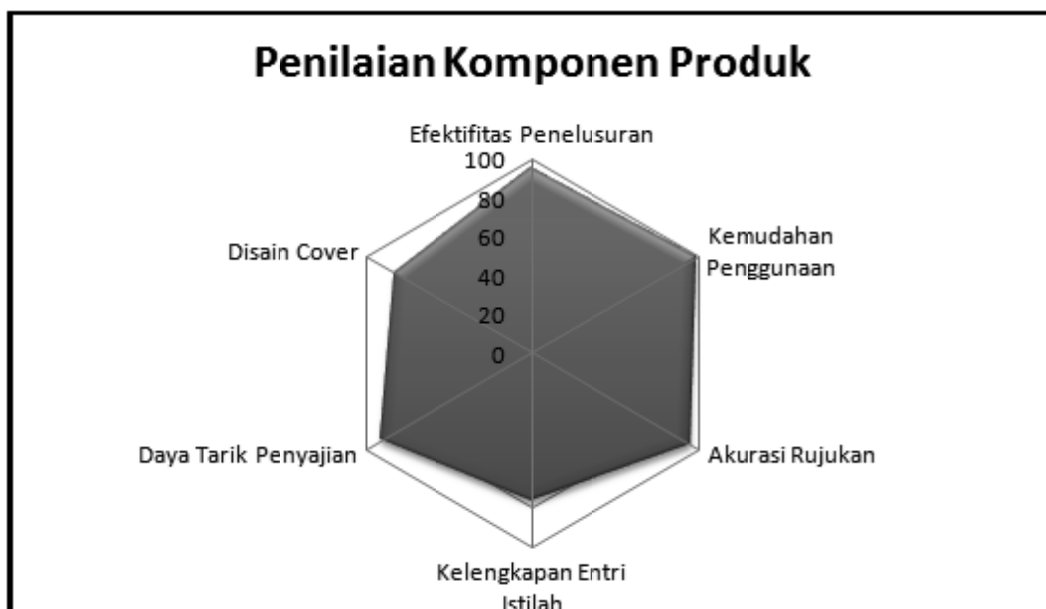 Penilaian Komponen Produk
Efektifitas Penelusuran
100
80
60
40
20
0
Kemudahan
Penggunaan
Akurasi Rujukan
Kelengkapan Entri
Istilah
Daya Tarik Penyajian
Disain Cover